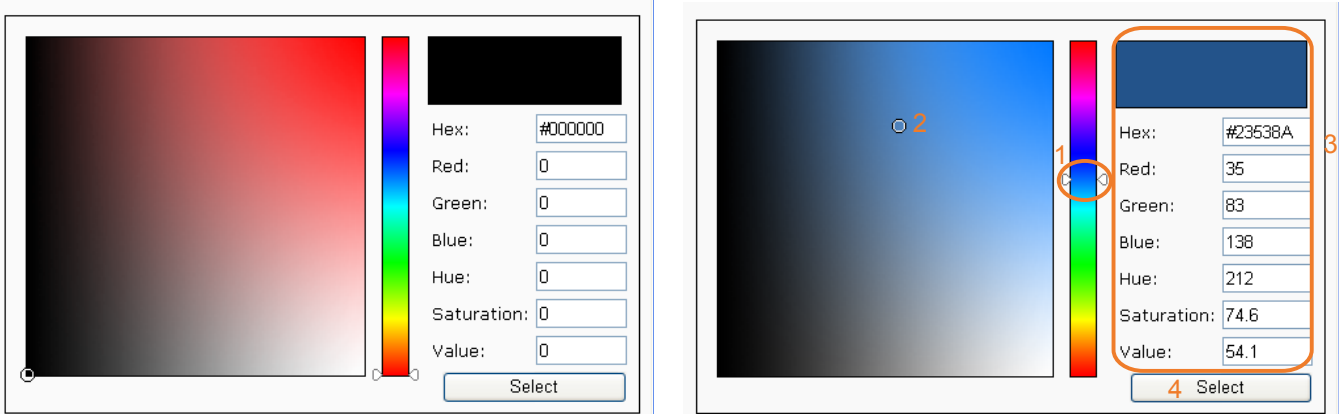 Hex: #000000
Red: 0
Green: 0
Blue: 0
Hue: 0
Saturation: 0
Value: 0
Select
1
2
3
Hex: #23538A
Red: 35
Green: 83
Blue: 138
Hue: 212
Saturation: 74.6
Value: 54.1
4 Select